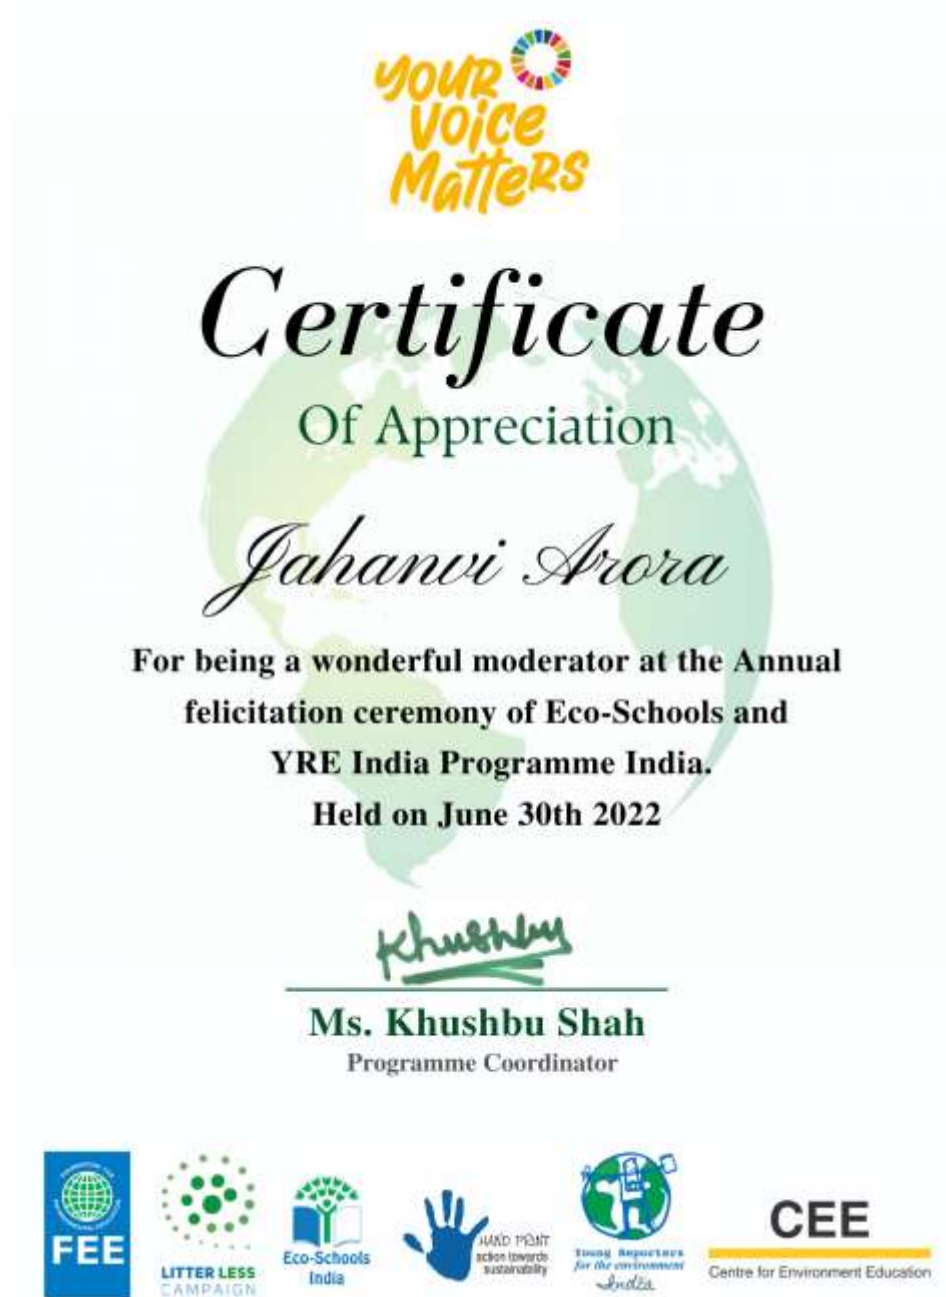 YOUR
VOICE
MATTERS
Certificate
Of Appreciation
Jahanvi Arora
For being a wonderful moderator at the Annual
felicitation ceremony of Eco-Schools and
YRE India Programme India.
Held on June 30th 2022
Khushbu
Ms. Khushbu Shah
Programme Coordinator
FEE
LITTER LESS
CAMPAIGN
Eco-Schools
India
HAND PRINT
action towards
sustainability
Young Reporters
for the environment
India
CEE
Centre for Environment Education